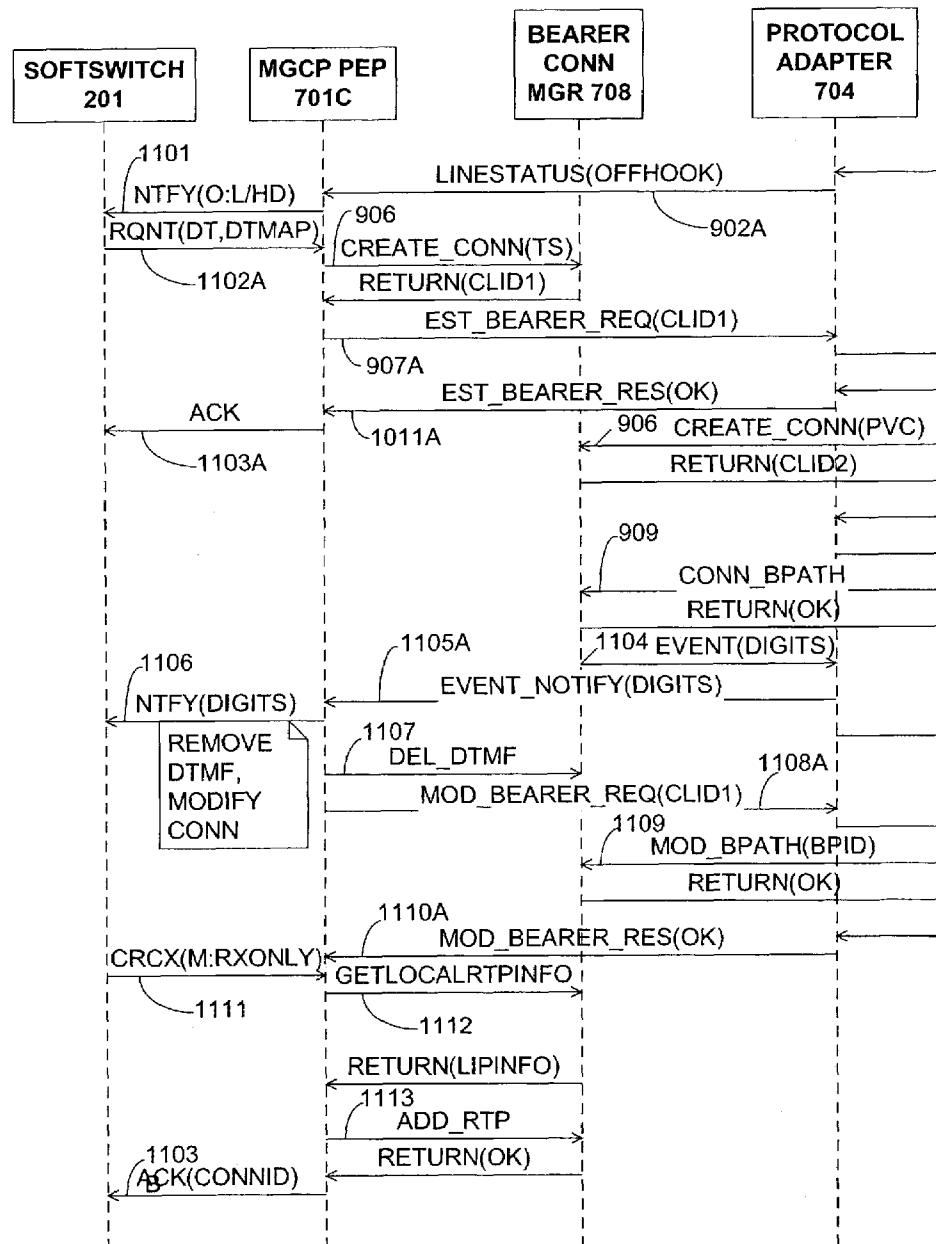 SOFTSWITCH
201
MGCP PEP
701C
BEARER
CONN
MGR 708
PROTOCOL
ADAPTER
704
1101
LINESTATUS(OFFHOOK)
NTFY(O:L/HD)
902A
RQNT(DT,DTMAP)
906
1102A
CREATE_CONN(TS)
RETURN(CLID1)
EST_BEARER_REQ(CLID1)
907A
EST_BEARER_RES(OK)
ACK
1011A
906
CREATE_CONN(PVC)
1103A
RETURN(CLID2)
909
CONN_BPATH
RETURN(OK)
1104
EVENT(DIGITS)
1105A
1106
EVENT_NOTIFY(DIGITS)
NTFY(DIGITS)
REMOVE
DTMF,
MODIFY
CONN
1107
DEL_DTMF
1108A
MOD_BEARER_REQ(CLID1)
1109
MOD_BPATH(BPID)
RETURN(OK)
1110A
MOD_BEARER_RES(OK)
CRCX(M:RXONLY)
GETLOCALRTPINFO
1111
1112
RETURN(LIPINFO)
1113
ADD_RTP
RETURN(OK)
1103
B
ACK(CONNID)